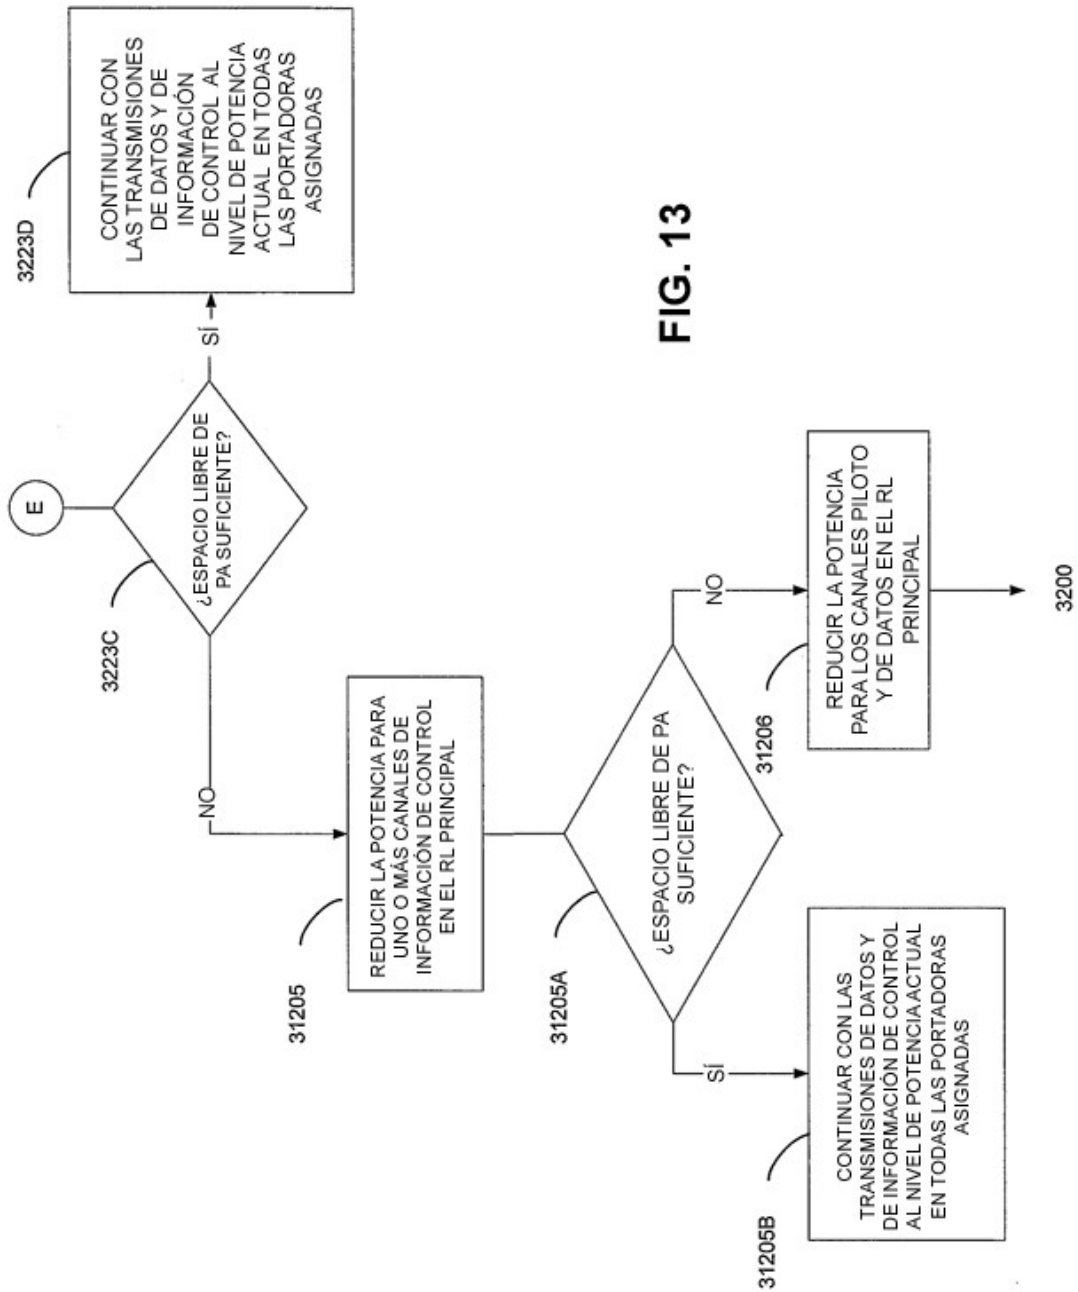 E
3223C
¿ESPACIO LIBRE DE
PA SUFICIENTE?
SÍ
3223D
CONTINUAR CON
LAS TRANSMISIONES
DE DATOS Y DE
INFORMACIÓN
DE CONTROL AL
NIVEL DE POTENCIA
ACTUAL EN TODAS
LAS PORTADORAS
ASIGNADAS
NO
31205
REDUCIR LA POTENCIA PARA
UNO O MÁS CANALES DE
INFORMACIÓN DE CONTROL
EN EL RL PRINCIPAL
31205A
¿ESPACIO LIBRE DE PA
SUFICIENTE?
SÍ
31205B
CONTINUAR CON LAS
TRANSMISIONES DE DATOS Y
DE INFORMACIÓN DE CONTROL
AL NIVEL DE POTENCIA ACTUAL
EN TODAS LAS PORTADORAS
ASIGNADAS
NO
31206
REDUCIR LA POTENCIA
PARA LOS CANALES PILOTO
Y DE DATOS EN EL RL
PRINCIPAL
3200
FIG. 13